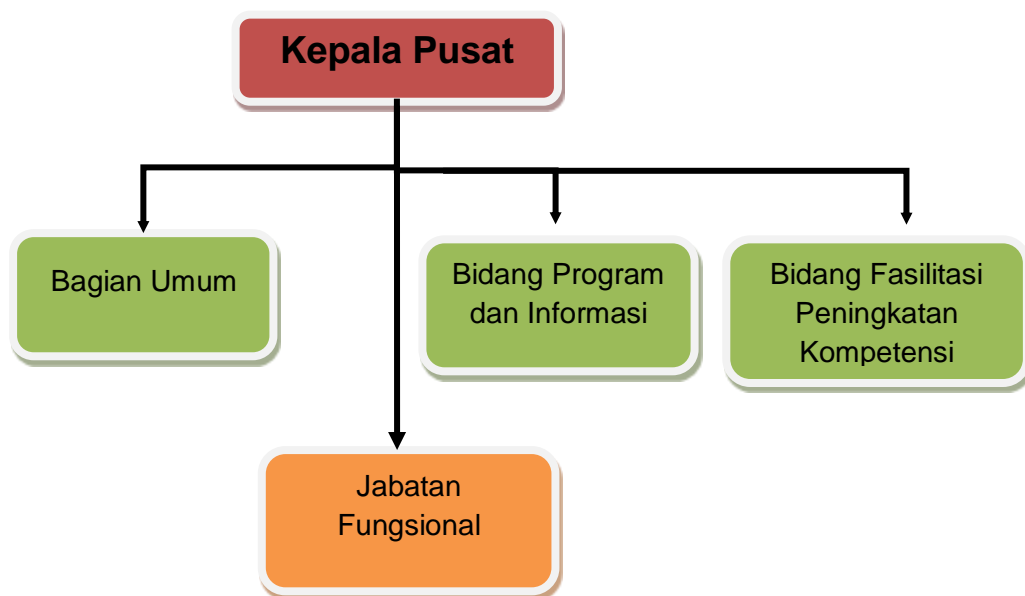 Kepala Pusat
Bagian Umum
Bidang Program
dan Informasi
Bidang Fasilitasi
Peningkatan
Kompetensi
Jabatan
Fungsional